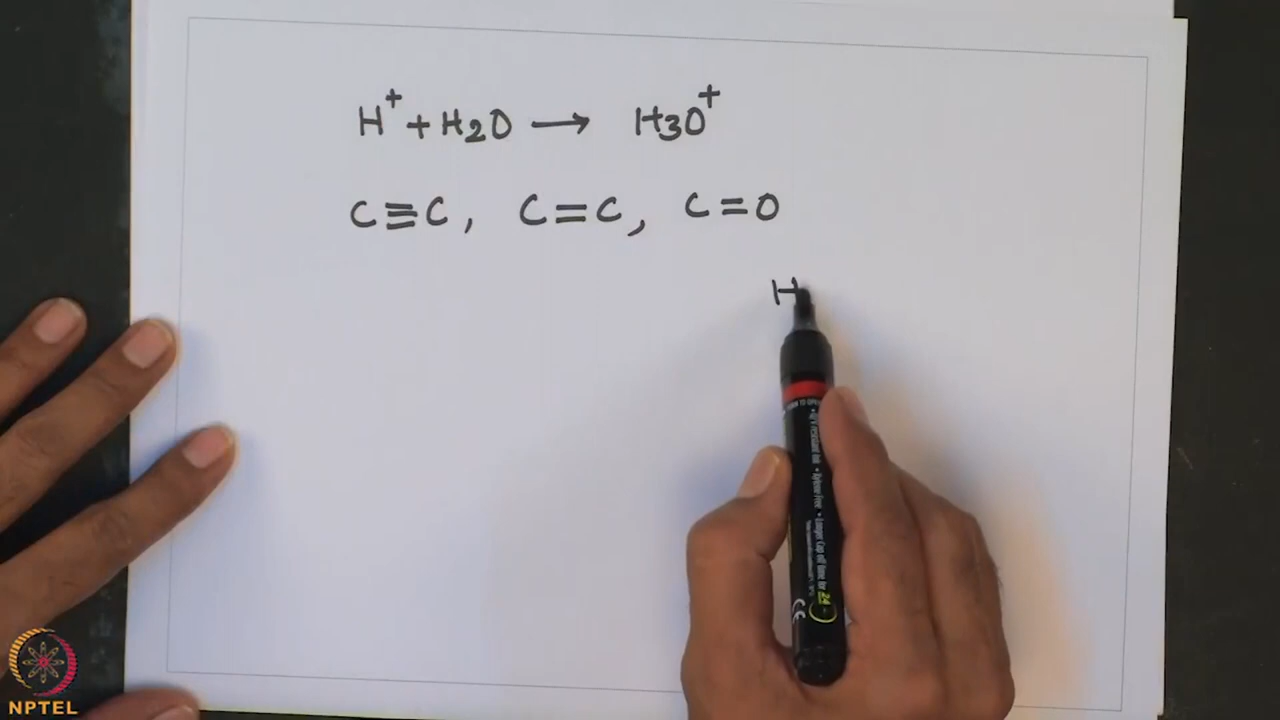 H⁺ + H2O → H3O⁺
C≡C, C=C, C=O
H
NPTEL